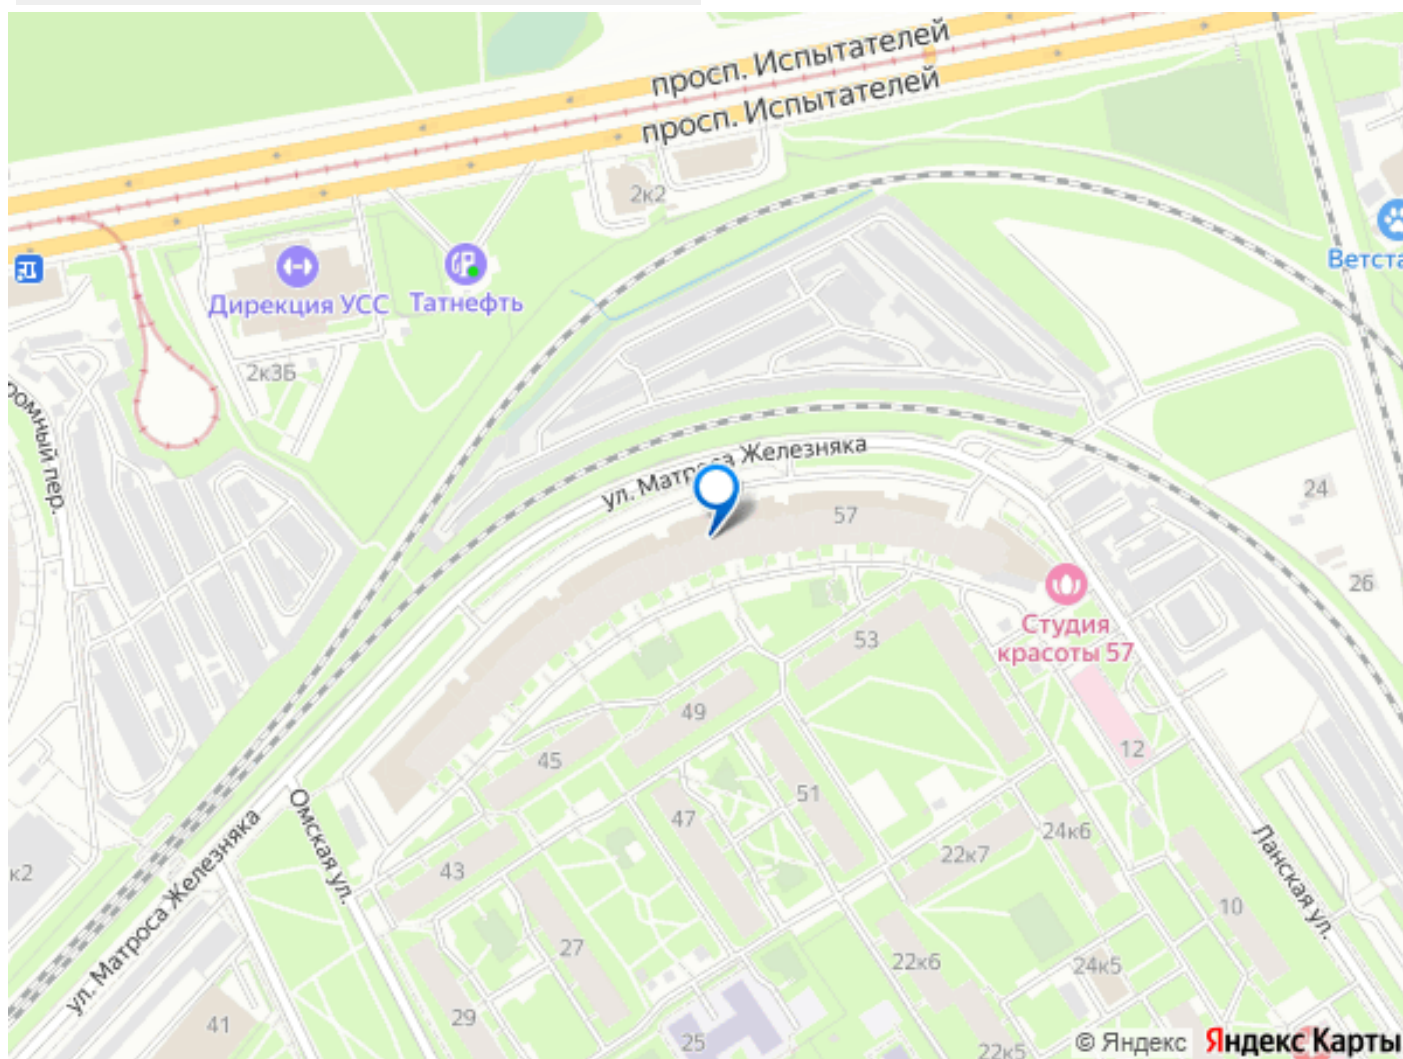 просп. Испытателей
просп. Испытателей
2к2
Ветста
Дирекция УСС
Татнефть
2к3Б
ромный пер.
ул. Матроса Железняка
57
24
26
Студия
красоты 57
53
49
45
12
51
47
Омская ул.
24к6
22к7
43
к2
ул. Матроса Железняка
Ланская ул.
10
27
22к6
24к5
29
41
25
22к5
© Яндекс
Яндекс Карты